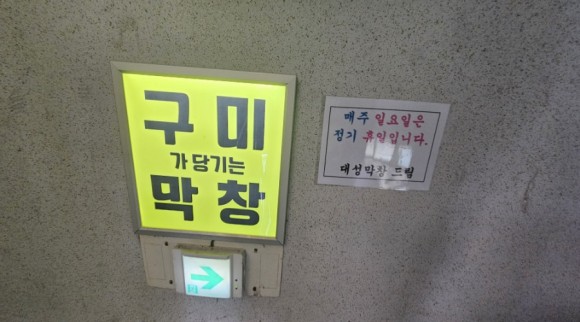 구미
가 당기는
막창
매주 일요일은
정기 휴일입니다.
대성막창 드림